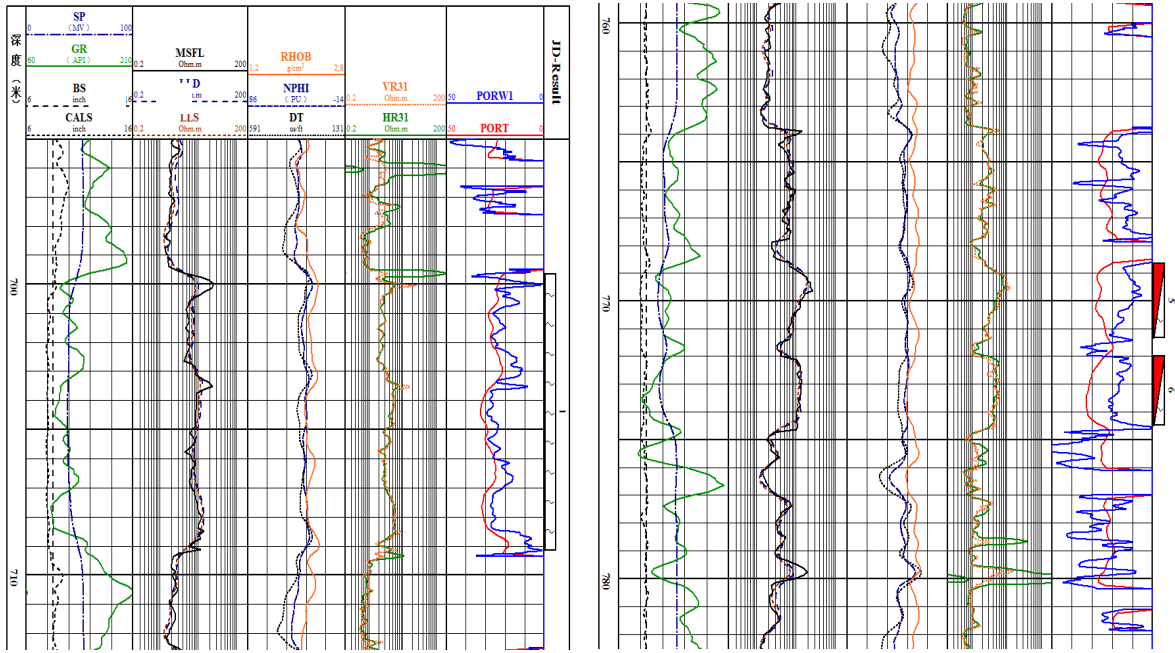 深度（米）
SP
（MV）
0 100
GR
（API）
60 210
BS
inch
6 16
CALS
inch
6 16
MSFL
Ohm.m
0.2 200
D
.m
0.2 200
LLS
Ohm.m
0.2 200
RHOB
g/cm³
1.2 2.8
NPHI
（PU）
86 -14
DT
us/ft
591 131
VR31
Ohm.m
0.2 200
HR31
Ohm.m
0.2 200
PORW1
50 0
PORT
50 0
JD-Result
700
710
1
760
770
780
5
6